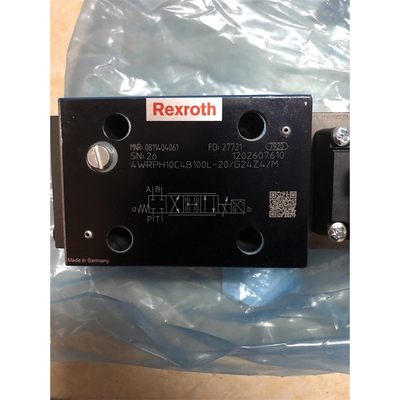 Rexroth
MNR: 0811404061 FD: 27721 7920
SN: 26 1202607610
4WRPH10C4B100L-20/G24Z4/M
A B
a
b
P T
Made in Germany